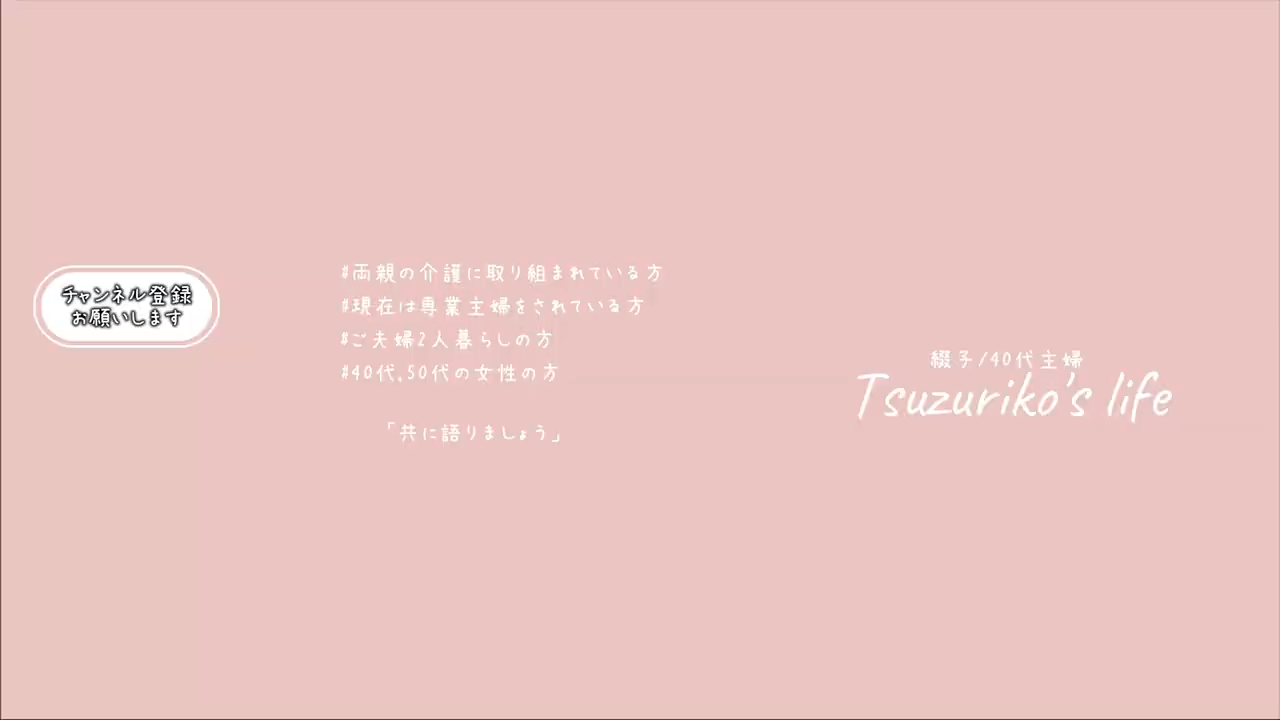 チャンネル登録
お願いします
#両親の介護に取り組まれている方
#現在は専業主婦をされている方
#ご夫婦2人暮らしの方
#40代,50代の女性の方
「共に語りましょう」
綴子/40代主婦
Tsuzuriko's life